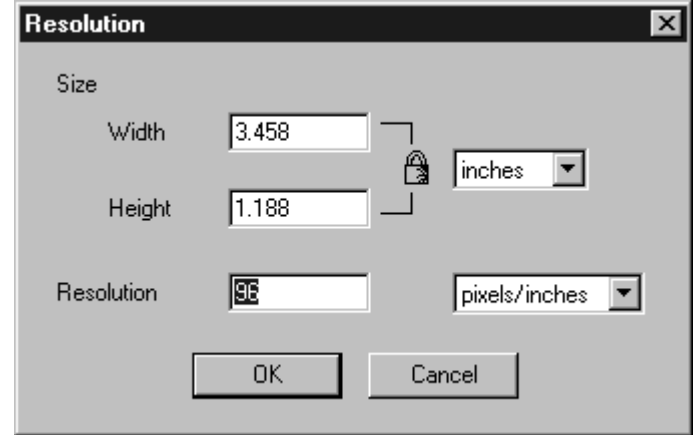 Resolution
Size
Width 3.458
inches
Height 1.188
Resolution 96 pixels/inches
OK Cancel